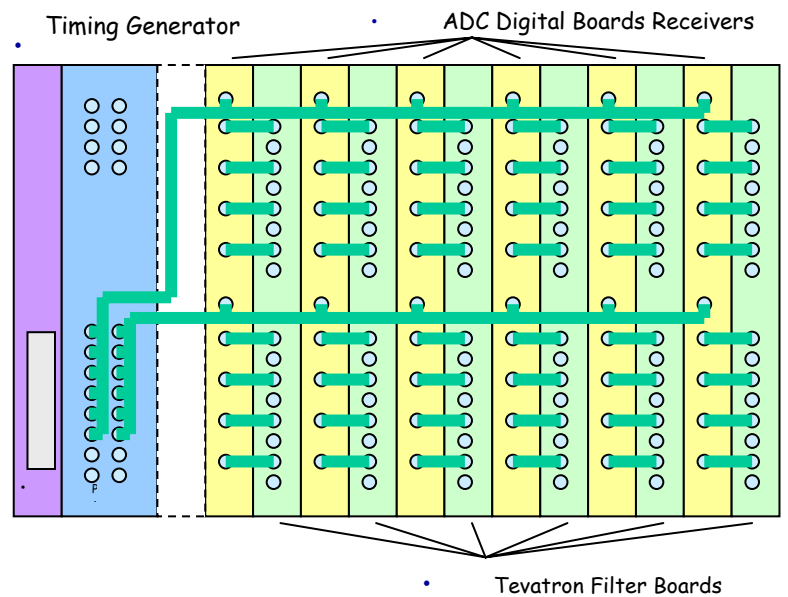 Timing Generator
ADC Digital Boards Receivers
P
Tevatron Filter Boards